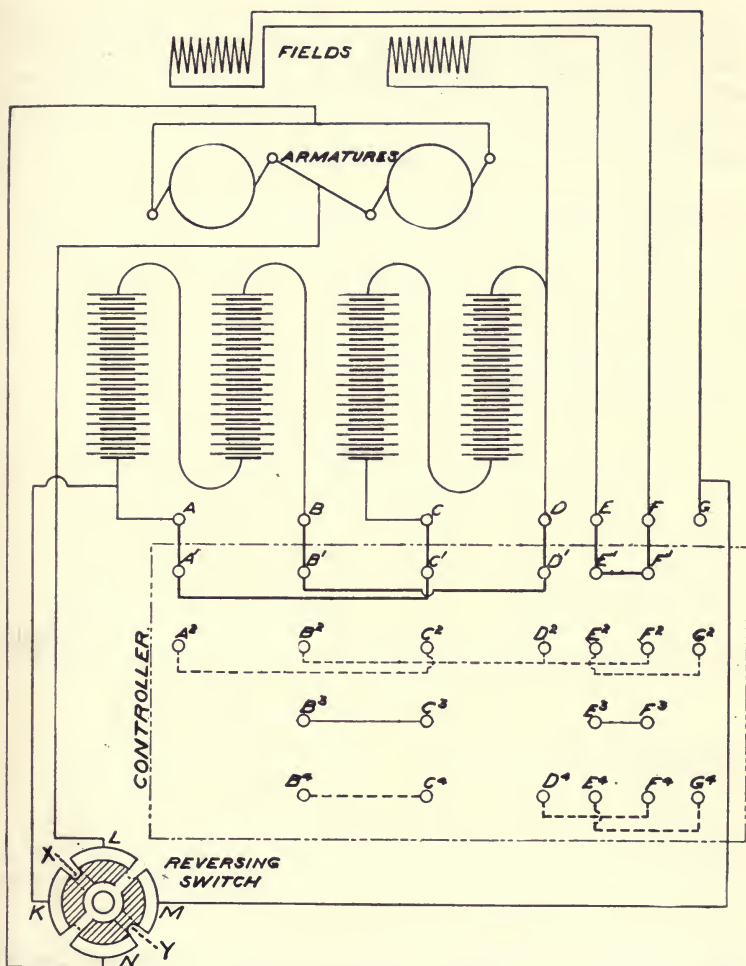 FIELDS
ARMATURES
A B C D E F G
A' B' C' D' E' F'
A² B² C² D² E² F² G²
B³ C³ E³ F³
B⁴ C⁴ D⁴ E⁴ F⁴ G⁴
CONTROLLER
L
X
REVERSING
SWITCH
K M
Y
N